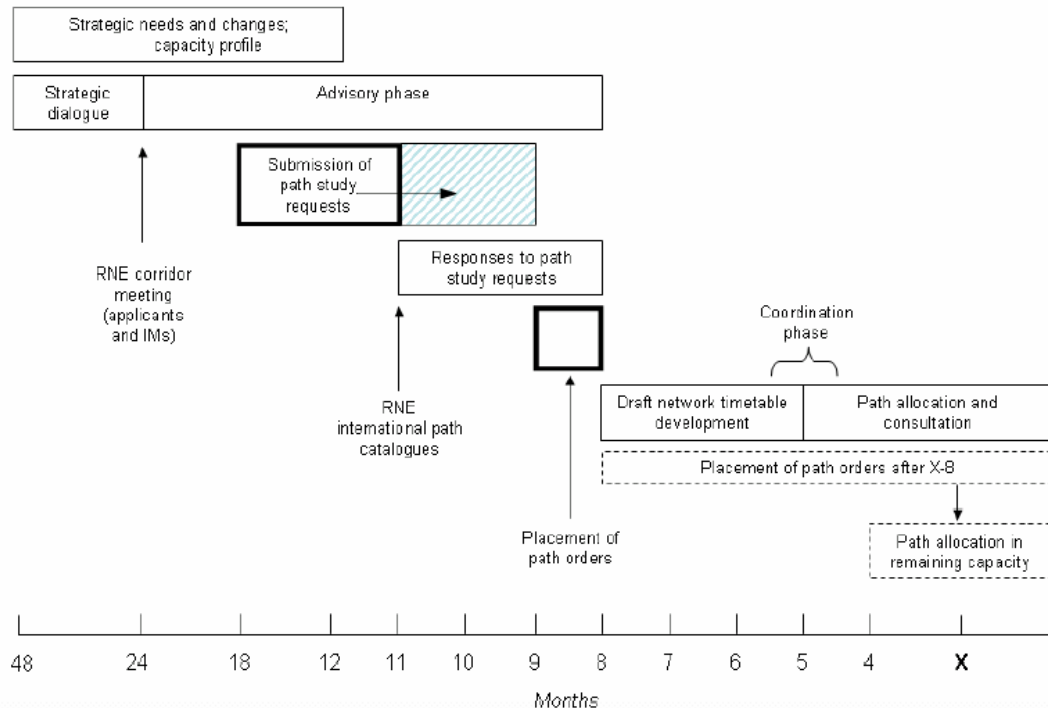 Strategic needs and changes;
capacity profile
Strategic
dialogue
Advisory phase
Submission of
path study
requests
Responses to path
study requests
RNE corridor
meeting
(applicants
and IMs)
Coordination
phase
RNE
international path
catalogues
Draft network timetable
development
Path allocation and
consultation
Placement of path orders after X-8
Placement of
path orders
Path allocation in
remaining capacity
48 24 18 12 11 10 9 8 7 6 5 4 X
Months